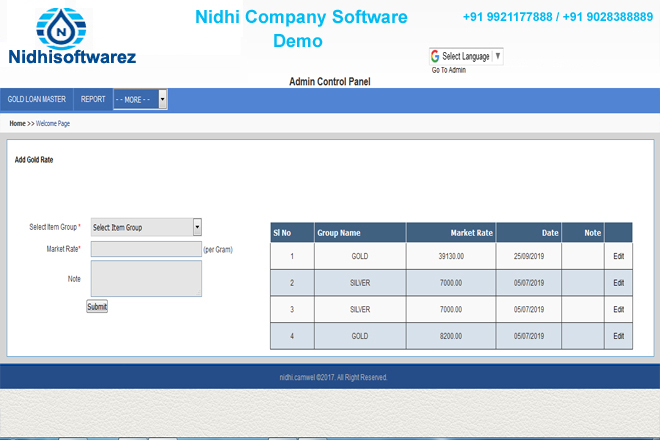 Nidhisoftwarez
Nidhi Company Software
Demo
+91 9921177888 / +91 9028388889
G Select Language ▼
Go To Admin
Admin Control Panel
GOLD LOAN MASTER REPORT - - MORE - -
Home >> Welcome Page
Add Gold Rate
Select Item Group * Select Item Group
Market Rate* (per Gram)
Note
Submit
Sl No Group Name Market Rate Date Note
1 GOLD 39130.00 25/09/2019 Edit
2 SILVER 7000.00 05/07/2019 Edit
3 SILVER 7000.00 05/07/2019 Edit
4 GOLD 8200.00 05/07/2019 Edit
nidhi.camwel ©2017. All Right Reserved.